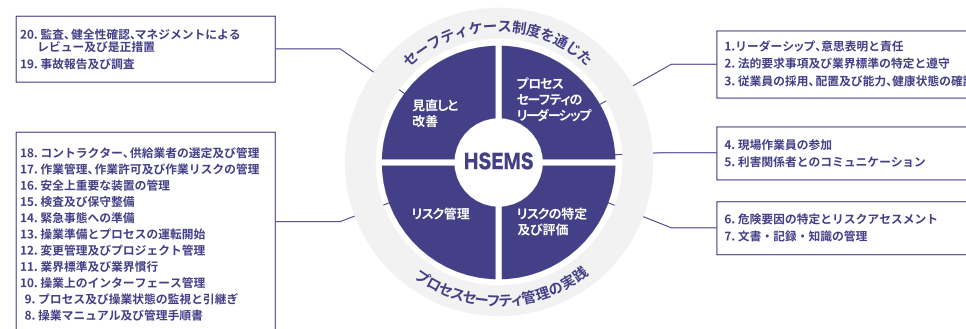 セーフティケース制度を通じた
20. 監査、健全性確認、マネジメントによる
レビュー及び是正措置
19. 事故報告及び調査
1.リーダーシップ、意思表明と責任
2. 法的要求事項及び業界標準の特定と遵守
3. 従業員の採用、配置及び能力、健康状態の確
見直しと
改善
プロセス
セーフティの
リーダーシップ
HSEMS
4. 現場作業員の参加
5. 利害関係者とのコミュニケーション
18. コントラクター、供給業者の選定及び管理
17. 作業管理、作業許可及び作業リスクの管理
16. 安全上重要な装置の管理
15. 検査及び保守整備
14. 緊急事態への準備
13. 操業準備とプロセスの運転開始
12. 変更管理及びプロジェクト管理
11. 業界標準及び業界慣行
10. 操業上のインターフェース管理
9. プロセス及び操業状態の監視と引継ぎ
8. 操業マニュアル及び管理手順書
リスク管理
リスクの特定
及び評価
6. 危険要因の特定とリスクアセスメント
7. 文書・記録・知識の管理
プロセスセーフティ管理の実践